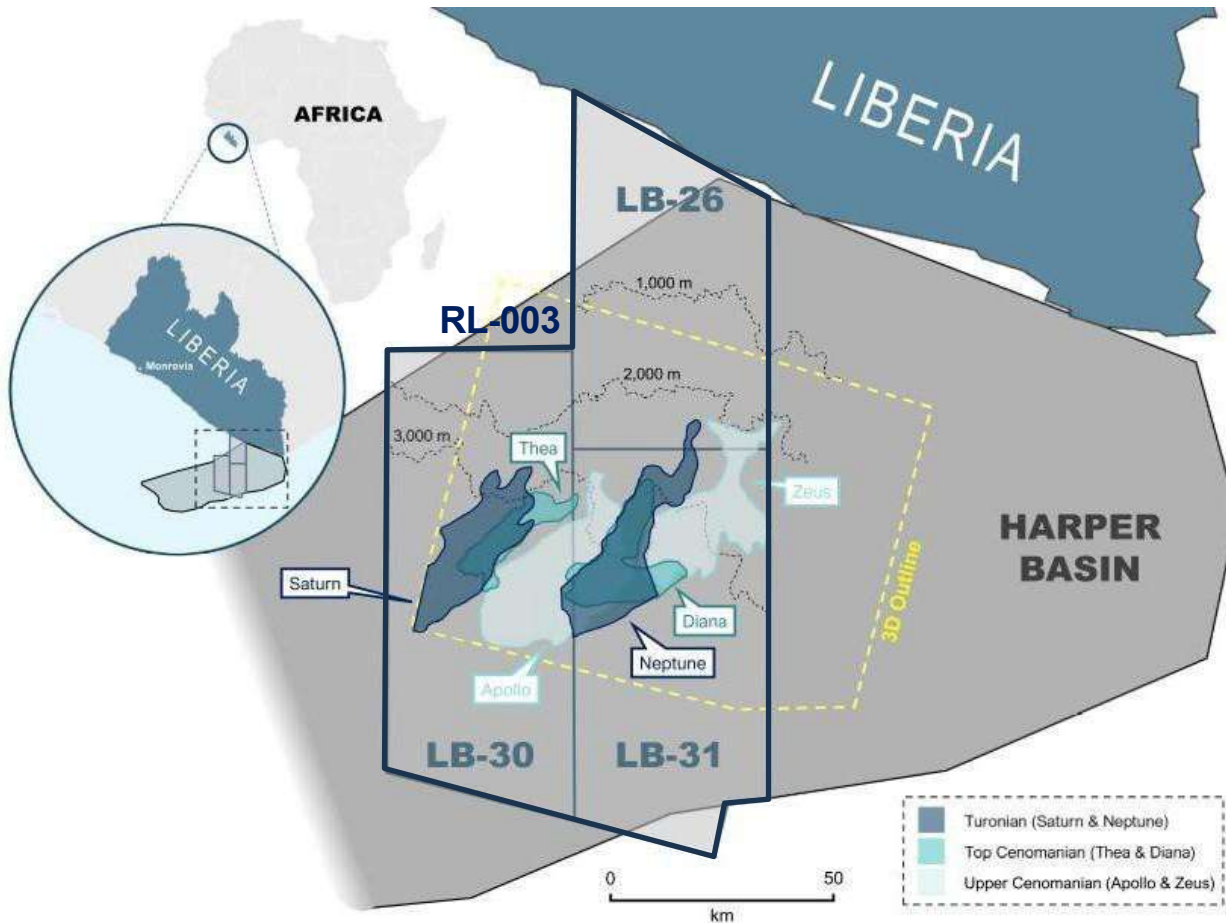 AFRICA
LIBERIA
LIBERIA
Monrovia
LB-26
RL-003
1,000 m
2,000 m
3,000 m
Thea
Zeus
HARPER
BASIN
3D Outline
Saturn
Diana
Neptune
Apollo
LB-30
LB-31
Turonian (Saturn & Neptune)
Top Cenomanian (Thea & Diana)
Upper Cenomanian (Apollo & Zeus)
0
50
km